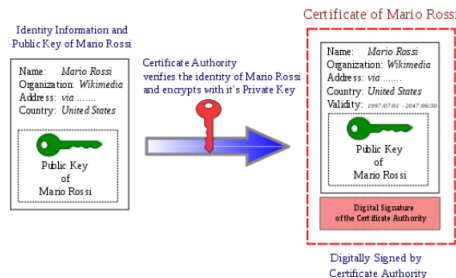 Identity Information and
Public Key of Mario Rossi
Name: Mario Rossi
Organization: Wikimedia
Address: via .......
Country: United States
Public Key
of
Mario Rossi
Certificate Authority
verifies the identity of Mario Rossi
and encrypts with it's Private Key
Certificate of Mario Rossi
Name: Mario Rossi
Organization: Wikimedia
Address: via .......
Country: United States
Validity: 1997/07/01 - 2047/06/30
Public Key
of
Mario Rossi
Digital Signature
of the Certificate Authority
Digitally Signed by
Certificate Authority